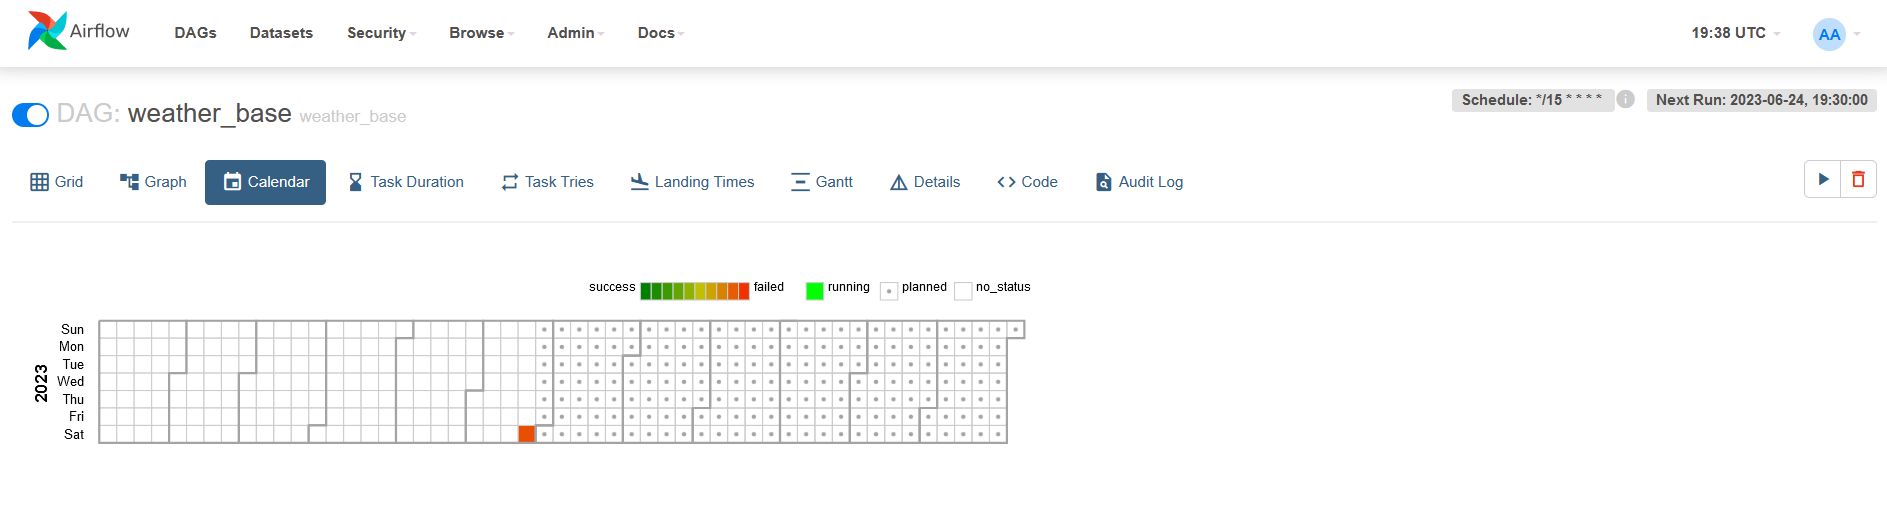 Airflow DAGs Datasets Security Browse Admin Docs 19:38 UTC AA
DAG: weather_base weather_base Schedule: */15 * * * * i Next Run: 2023-06-24, 19:30:00
Grid Graph Calendar Task Duration Task Tries Landing Times Gantt Details Code Audit Log
success failed running planned no_status
2023
Sun
Mon
Tue
Wed
Thu
Fri
Sat